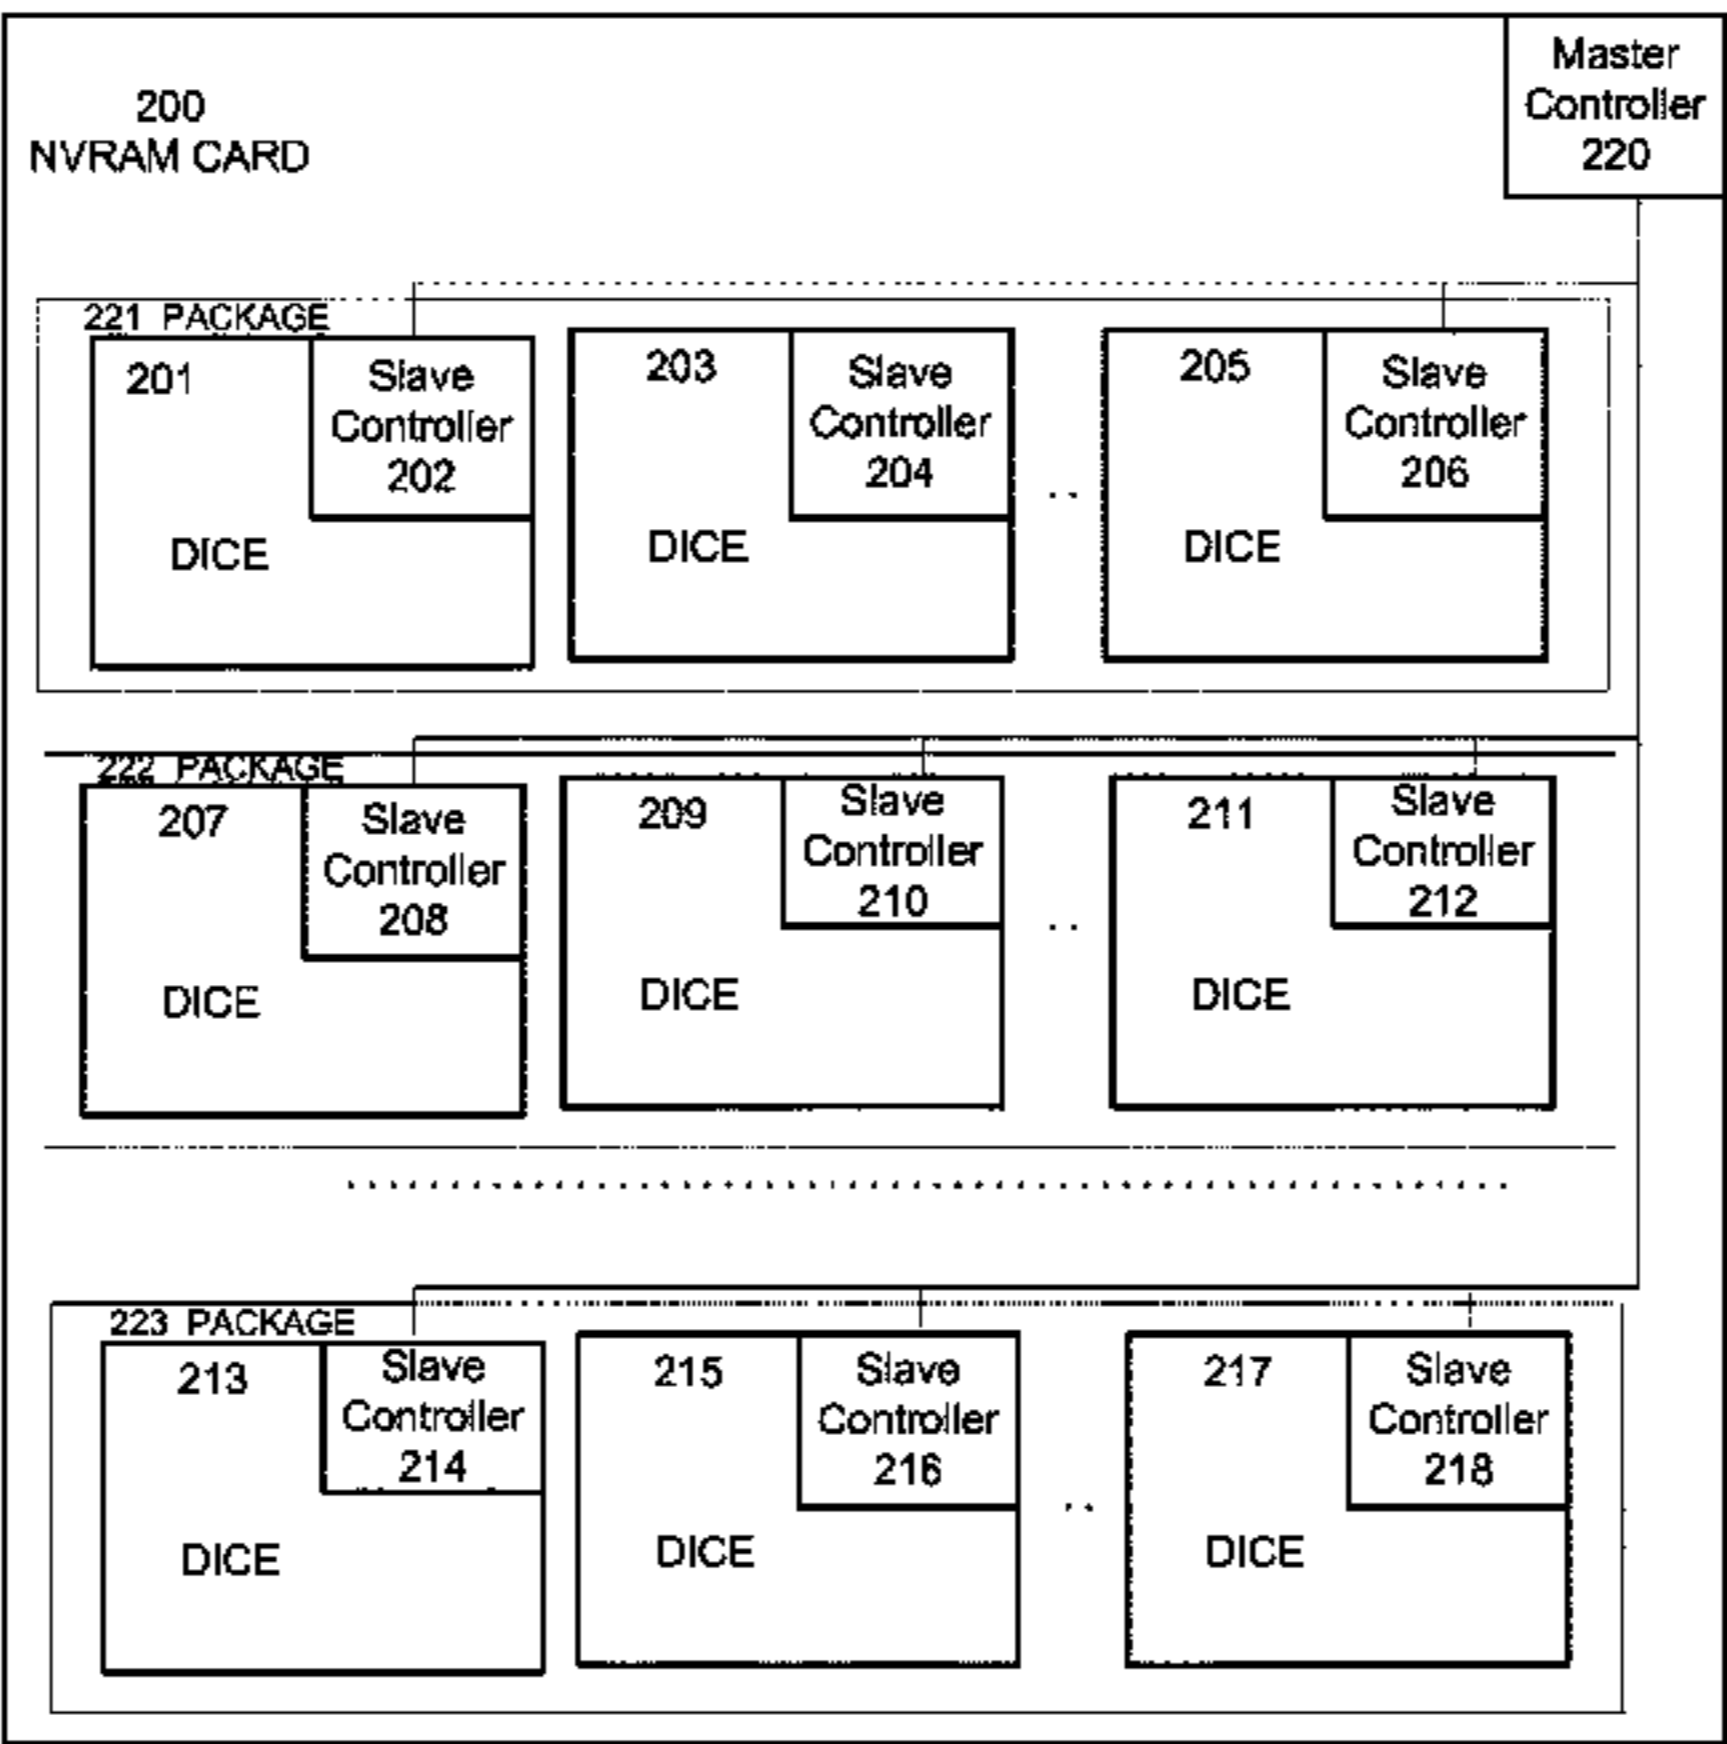 200
NVRAM CARD
Master
Controller
220
221 PACKAGE
201
Slave
Controller
202
DICE
203
Slave
Controller
204
DICE
205
Slave
Controller
206
DICE
222 PACKAGE
207
Slave
Controller
208
DICE
209
Slave
Controller
210
DICE
211
Slave
Controller
212
DICE
223 PACKAGE
213
Slave
Controller
214
DICE
215
Slave
Controller
216
DICE
217
Slave
Controller
218
DICE